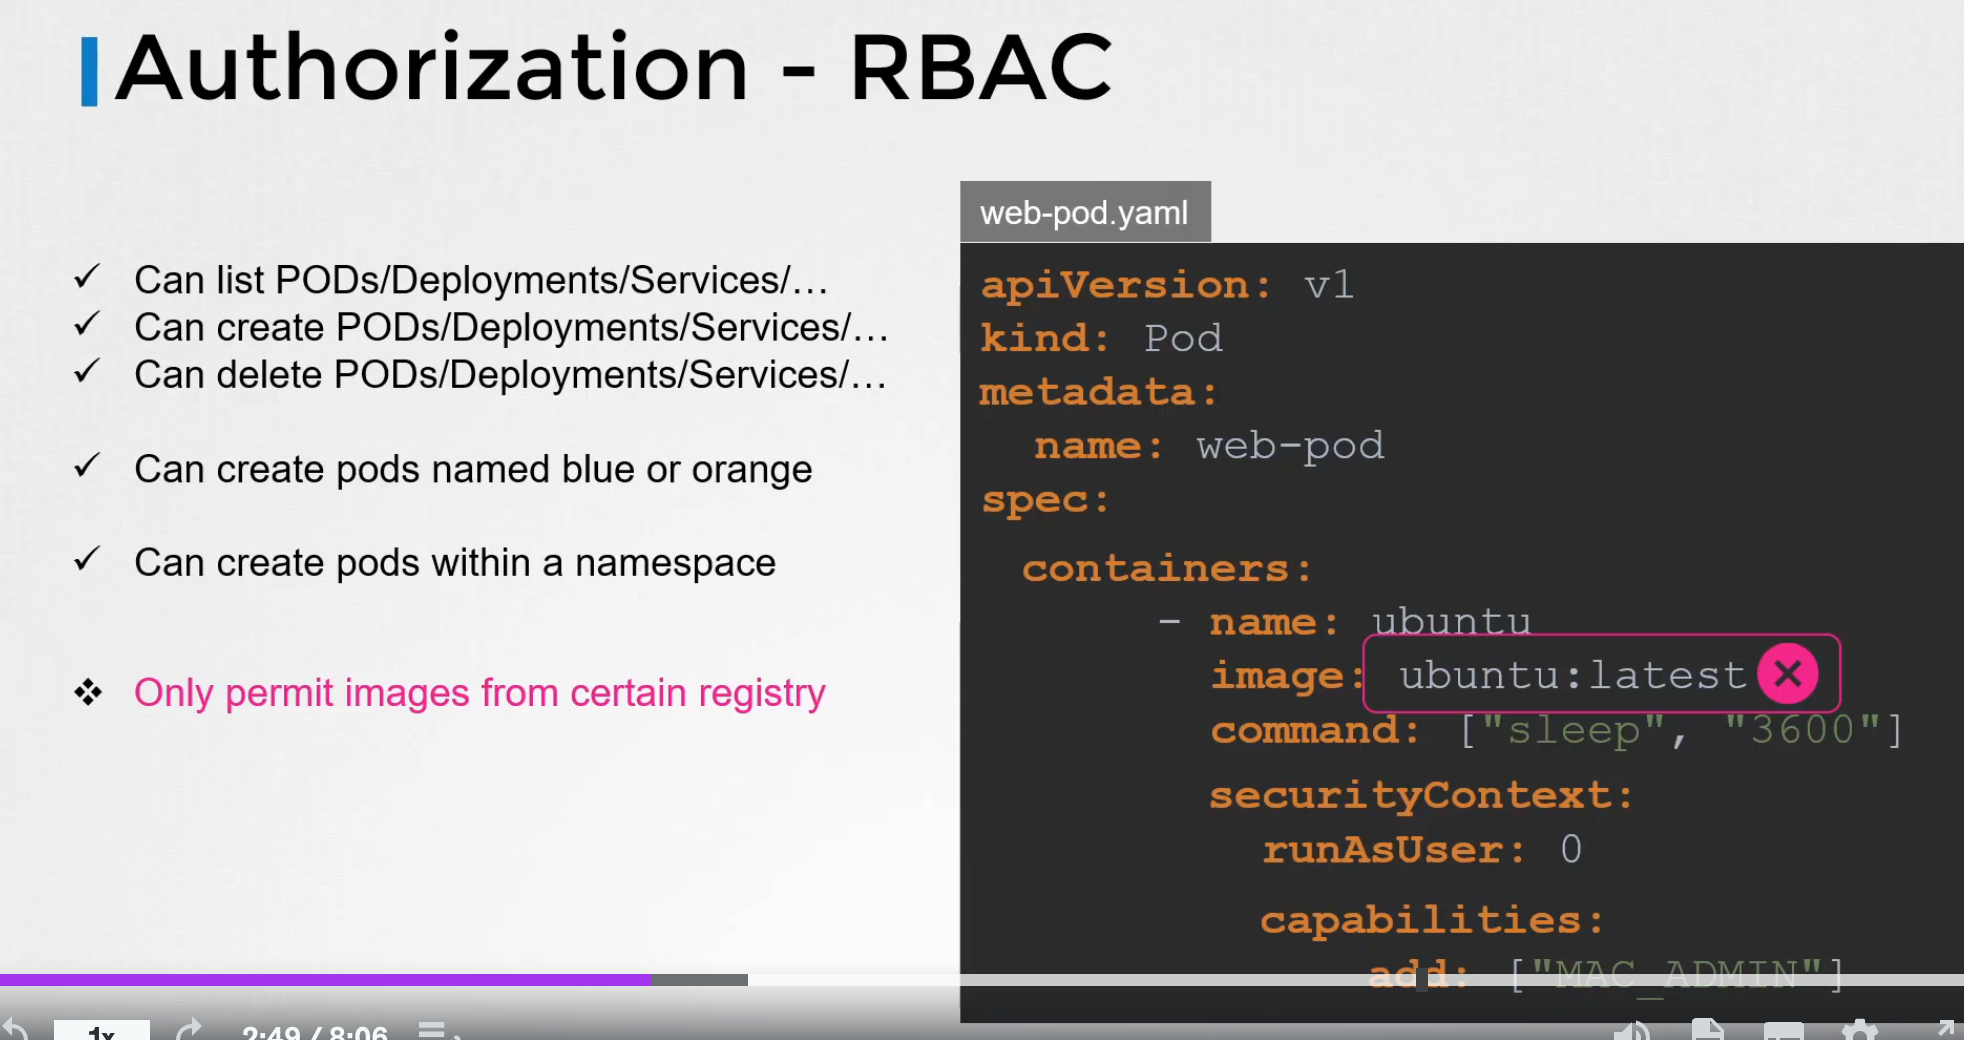 Authorization - RBAC
✓ Can list PODs/Deployments/Services/…
✓ Can create PODs/Deployments/Services/…
✓ Can delete PODs/Deployments/Services/…
✓ Can create pods named blue or orange
✓ Can create pods within a namespace
❖ Only permit images from certain registry
web-pod.yaml
apiVersion: v1
kind: Pod
metadata:
name: web-pod
spec:
containers:
- name: ubuntu
image: ubuntu:latest
command: ["sleep", "3600"]
securityContext:
runAsUser: 0
capabilities:
add: ["MAC_ADMIN"]
1x
2:49 / 8:06